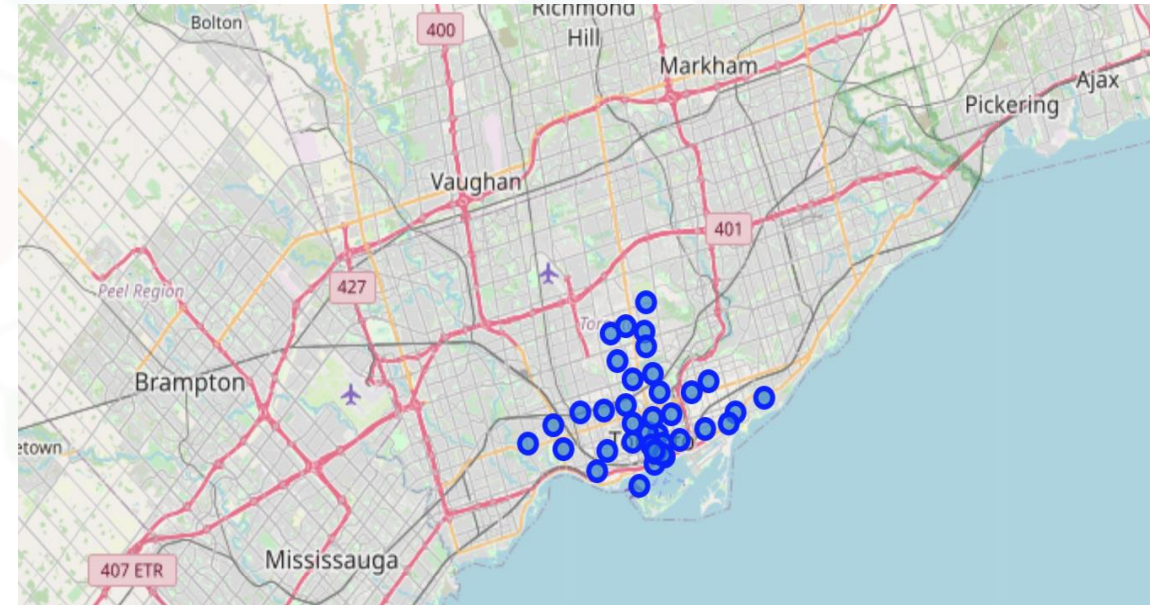 Bolton
400
Richmond
Hill
Markham
Ajax
Pickering
Vaughan
401
Peel Region
427
Brampton
etown
Mississauga
407 ETR